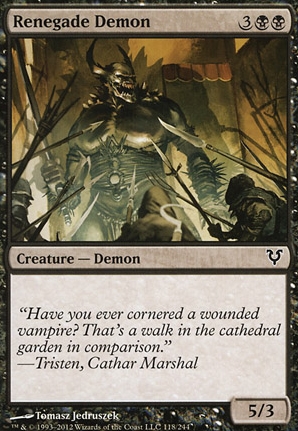 Renegade Demon 3
Creature — Demon
“Have you ever cornered a wounded
vampire? That’s a walk in the cathedral
garden in comparison.”
—Tristen, Cathar Marshal
5/3
Tomasz Jedruszek
™ & © 1993–2012 Wizards of the Coast LLC 118/244